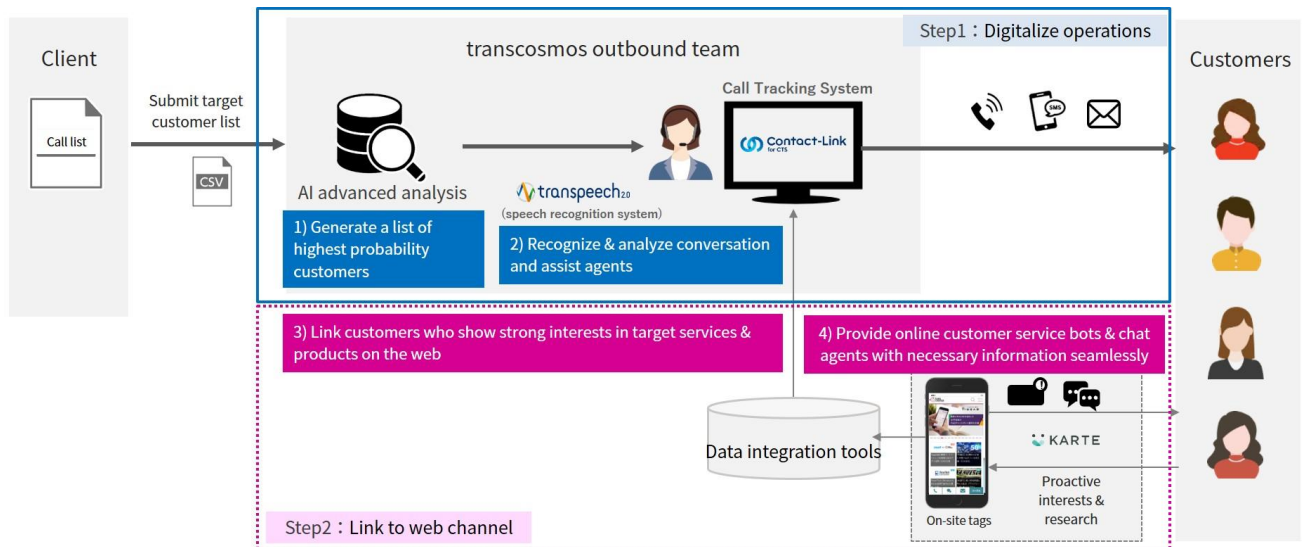 Client
Call list
Submit target
customer list
CSV
transcosmos outbound team
Step1：Digitalize operations
AI advanced analysis
transpeech 2.0
(speech recognition system)
Call Tracking System
Contact-Link
for CTS
SMS
Customers
1) Generate a list of
highest probability
customers
2) Recognize & analyze conversation
and assist agents
3) Link customers who show strong interests in target services &
products on the web
4) Provide online customer service bots & chat
agents with necessary information seamlessly
Data integration tools
KARTE
On-site tags
Proactive
interests &
research
Step2：Link to web channel